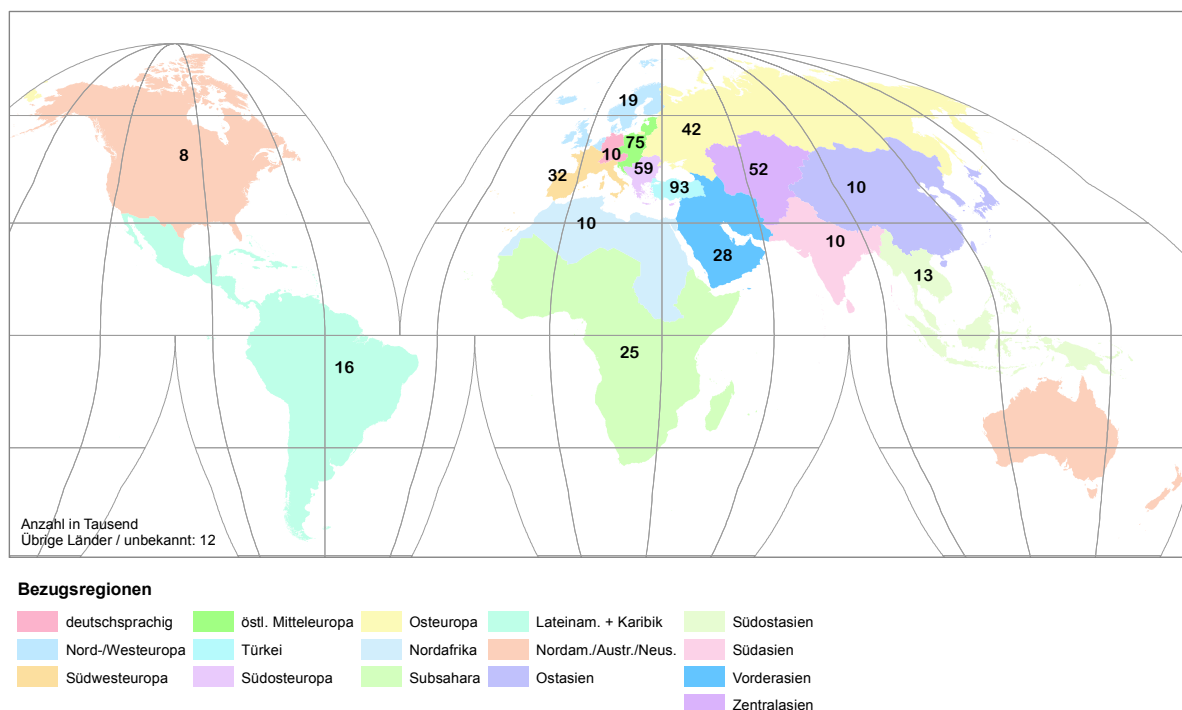 19
8
42
75
10
52
59
32
93
10
10
10
28
13
25
16
Anzahl in Tausend
Übrige Länder / unbekannt: 12
Bezugsregionen
deutschsprachig
Nord-/Westeuropa
Südwesteuropa
östl. Mitteleuropa
Türkei
Südosteuropa
Osteuropa
Nordafrika
Subsahara
Lateinam. + Karibik
Nordam./Austr./Neus.
Ostasien
Südostasien
Südasien
Vorderasien
Zentralasien